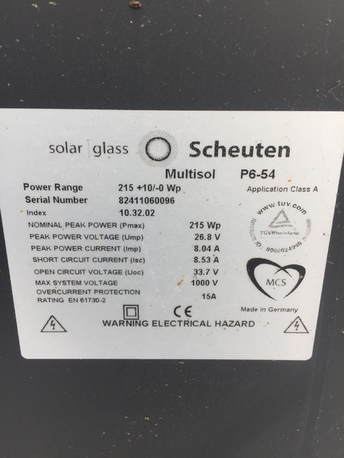 solar | glass Scheuten
Multisol P6-54
Power Range 215 +10/-0 Wp Application Class A
Serial Number 82411060096
Index 10.32.02
NOMINAL PEAK POWER (Pmax) 215 Wp
PEAK POWER VOLTAGE (Ump) 26.8 V
PEAK POWER CURRENT (Imp) 8.04 A
SHORT CIRCUIT CURRENT (Isc) 8.53 A
OPEN CIRCUIT VOLTAGE (Uoc) 33.7 V
MAX SYSTEM VOLTAGE 1000 V
OVERCURRENT PROTECTION
RATING EN 61730-2 15A
www.tuv.com
TÜVRheinland
MCS
Made in Germany
CE
WARNING ELECTRICAL HAZARD